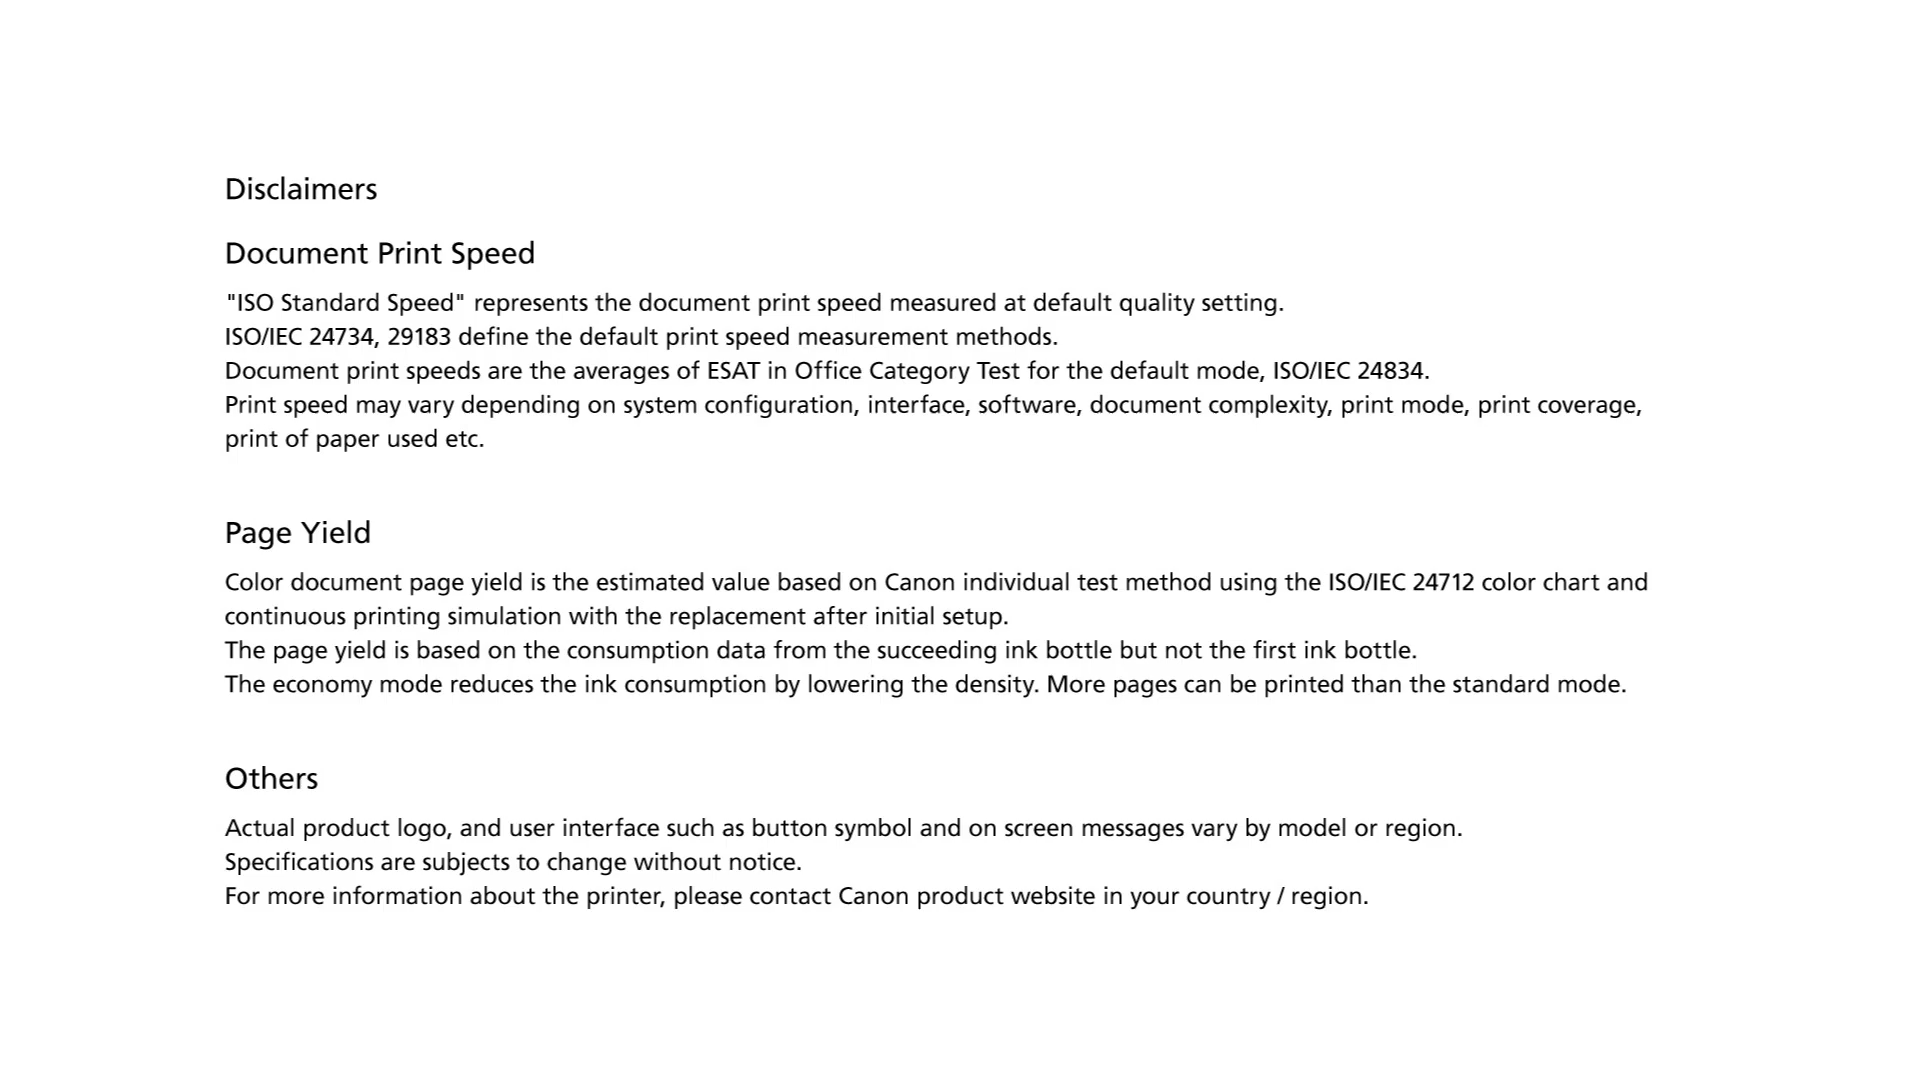 Disclaimers
Document Print Speed
"ISO Standard Speed" represents the document print speed measured at default quality setting.
ISO/IEC 24734, 29183 define the default print speed measurement methods.
Document print speeds are the averages of ESAT in Office Category Test for the default mode, ISO/IEC 24834.
Print speed may vary depending on system configuration, interface, software, document complexity, print mode, print coverage,
print of paper used etc.
Page Yield
Color document page yield is the estimated value based on Canon individual test method using the ISO/IEC 24712 color chart and
continuous printing simulation with the replacement after initial setup.
The page yield is based on the consumption data from the succeeding ink bottle but not the first ink bottle.
The economy mode reduces the ink consumption by lowering the density. More pages can be printed than the standard mode.
Others
Actual product logo, and user interface such as button symbol and on screen messages vary by model or region.
Specifications are subjects to change without notice.
For more information about the printer, please contact Canon product website in your country / region.